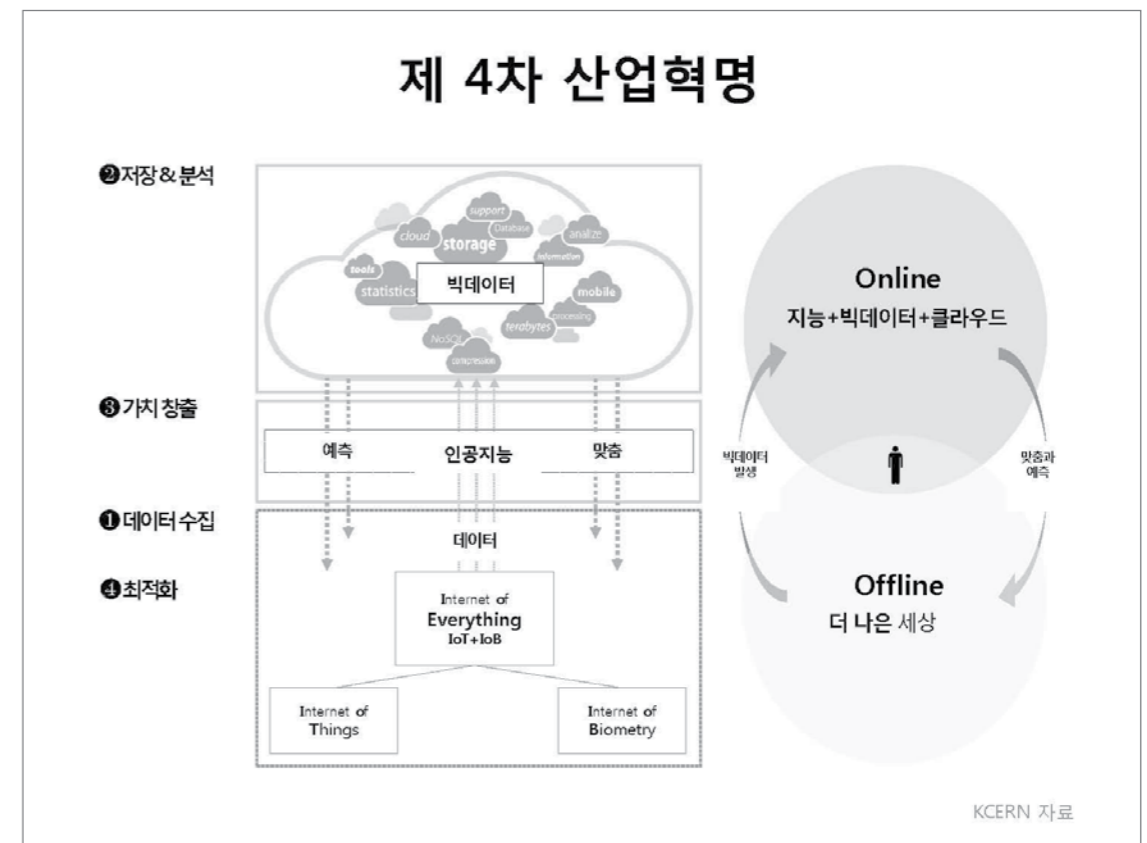 제 4차 산업혁명
❷저장 & 분석
support
cloud
Database
storage
analize
information
tools
statistics
빅데이터
mobile
processing
terabytes
NoSQL
compression
❸ 가치 창출
예측
인공지능
맞춤
❶ 데이터 수집
데이터
❹최적화
Internet of
Everything
IoT+IoB
Internet of
Things
Internet of
Biometry
Online
지능+빅데이터+클라우드
빅데이터
발생
맞춤과
예측
Offline
더 나은 세상
KCERN 자료